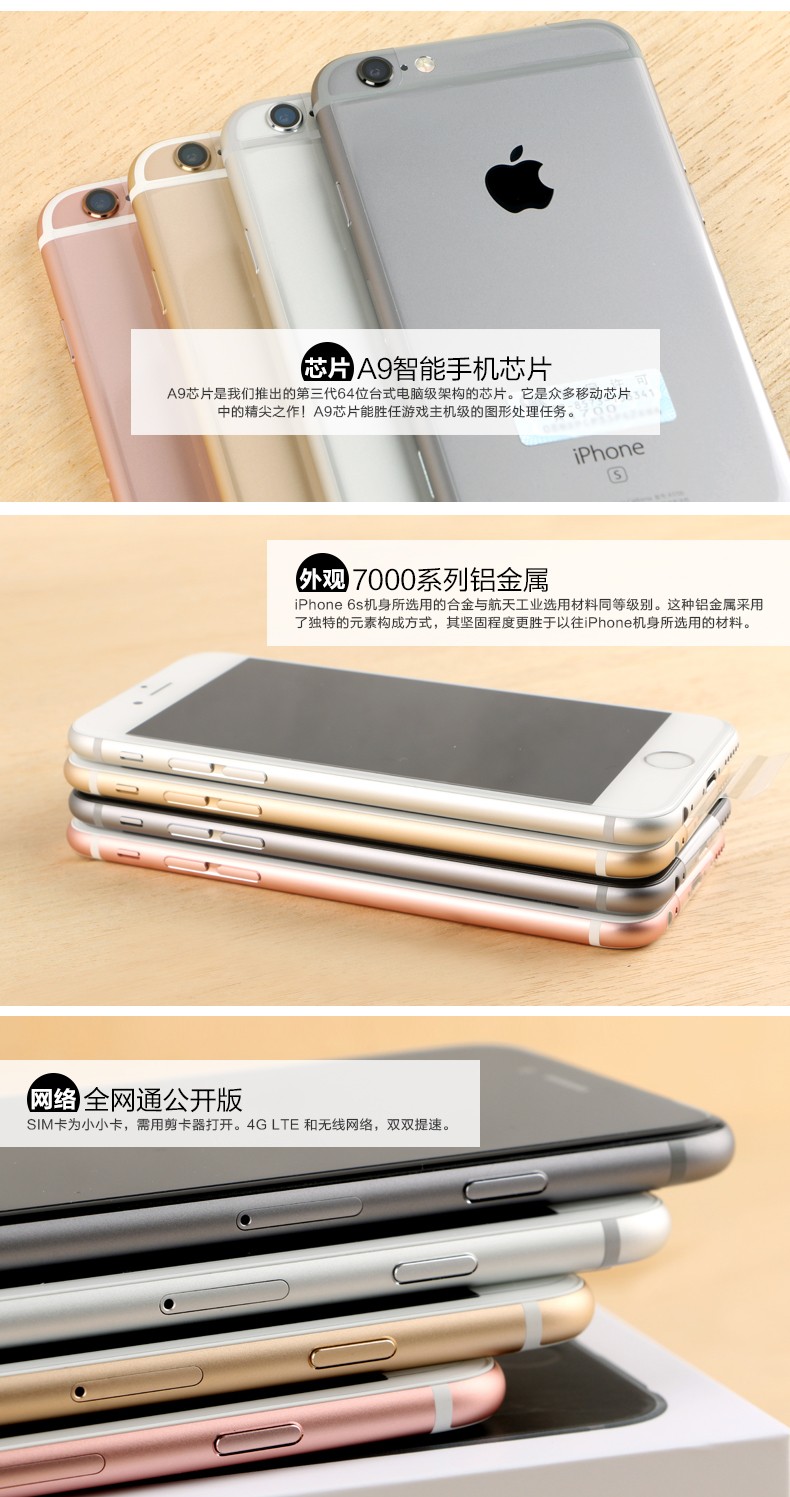 芯片 A9智能手机芯片
A9芯片是我们推出的第三代64位台式电脑级架构的芯片。它是众多移动芯片
中的精尖之作！A9芯片能胜任游戏主机级的图形处理任务。
iPhone
S
外观 7000系列铝金属
iPhone 6s机身所选用的合金与航天工业选用材料同等级别。这种铝金属采用
了独特的元素构成方式，其坚固程度更胜于以往iPhone机身所选用的材料。
网络 全网通公开版
SIM卡为小小卡，需用剪卡器打开。4G LTE 和无线网络，双双提速。